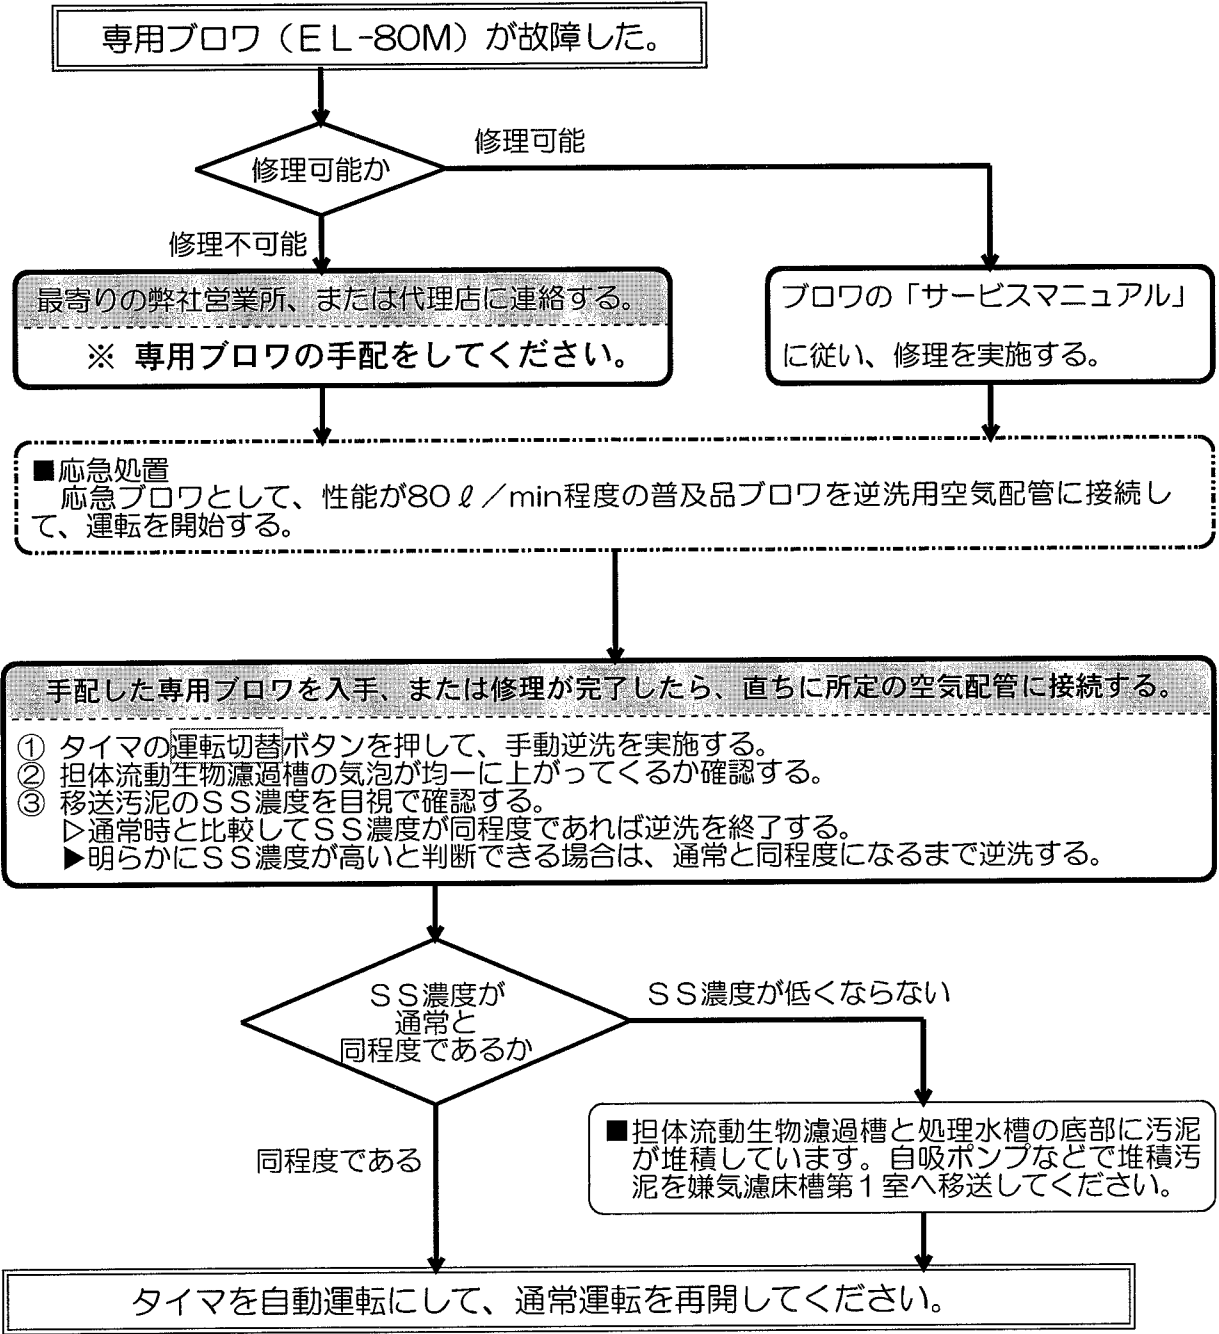 専用ブロワ（ＥＬ-80M）が故障した。
修理可能
修理可能か
修理不可能
最寄りの弊社営業所、または代理店に連絡する。
※ 専用ブロワの手配をしてください。
ブロワの「サービスマニュアル」
に従い、修理を実施する。
■応急処置
応急ブロワとして、性能が80ℓ／min程度の普及品ブロワを逆洗用空気配管に接続し
て、運転を開始する。
手配した専用ブロワを入手、または修理が完了したら、直ちに所定の空気配管に接続する。
① タイマの運転切替ボタンを押して、手動逆洗を実施する。
② 担体流動生物濾過槽の気泡が均一に上がってくるか確認する。
③ 移送汚泥のＳＳ濃度を目視で確認する。
▷通常時と比較してＳＳ濃度が同程度であれば逆洗を終了する。
▶明らかにＳＳ濃度が高いと判断できる場合は、通常と同程度になるまで逆洗する。
ＳＳ濃度が
通常と
同程度であるか
ＳＳ濃度が低くならない
同程度である
■担体流動生物濾過槽と処理水槽の底部に汚泥
が堆積しています。自吸ポンプなどで堆積汚
泥を嫌気濾床槽第１室へ移送してください。
タイマを自動運転にして、通常運転を再開してください。